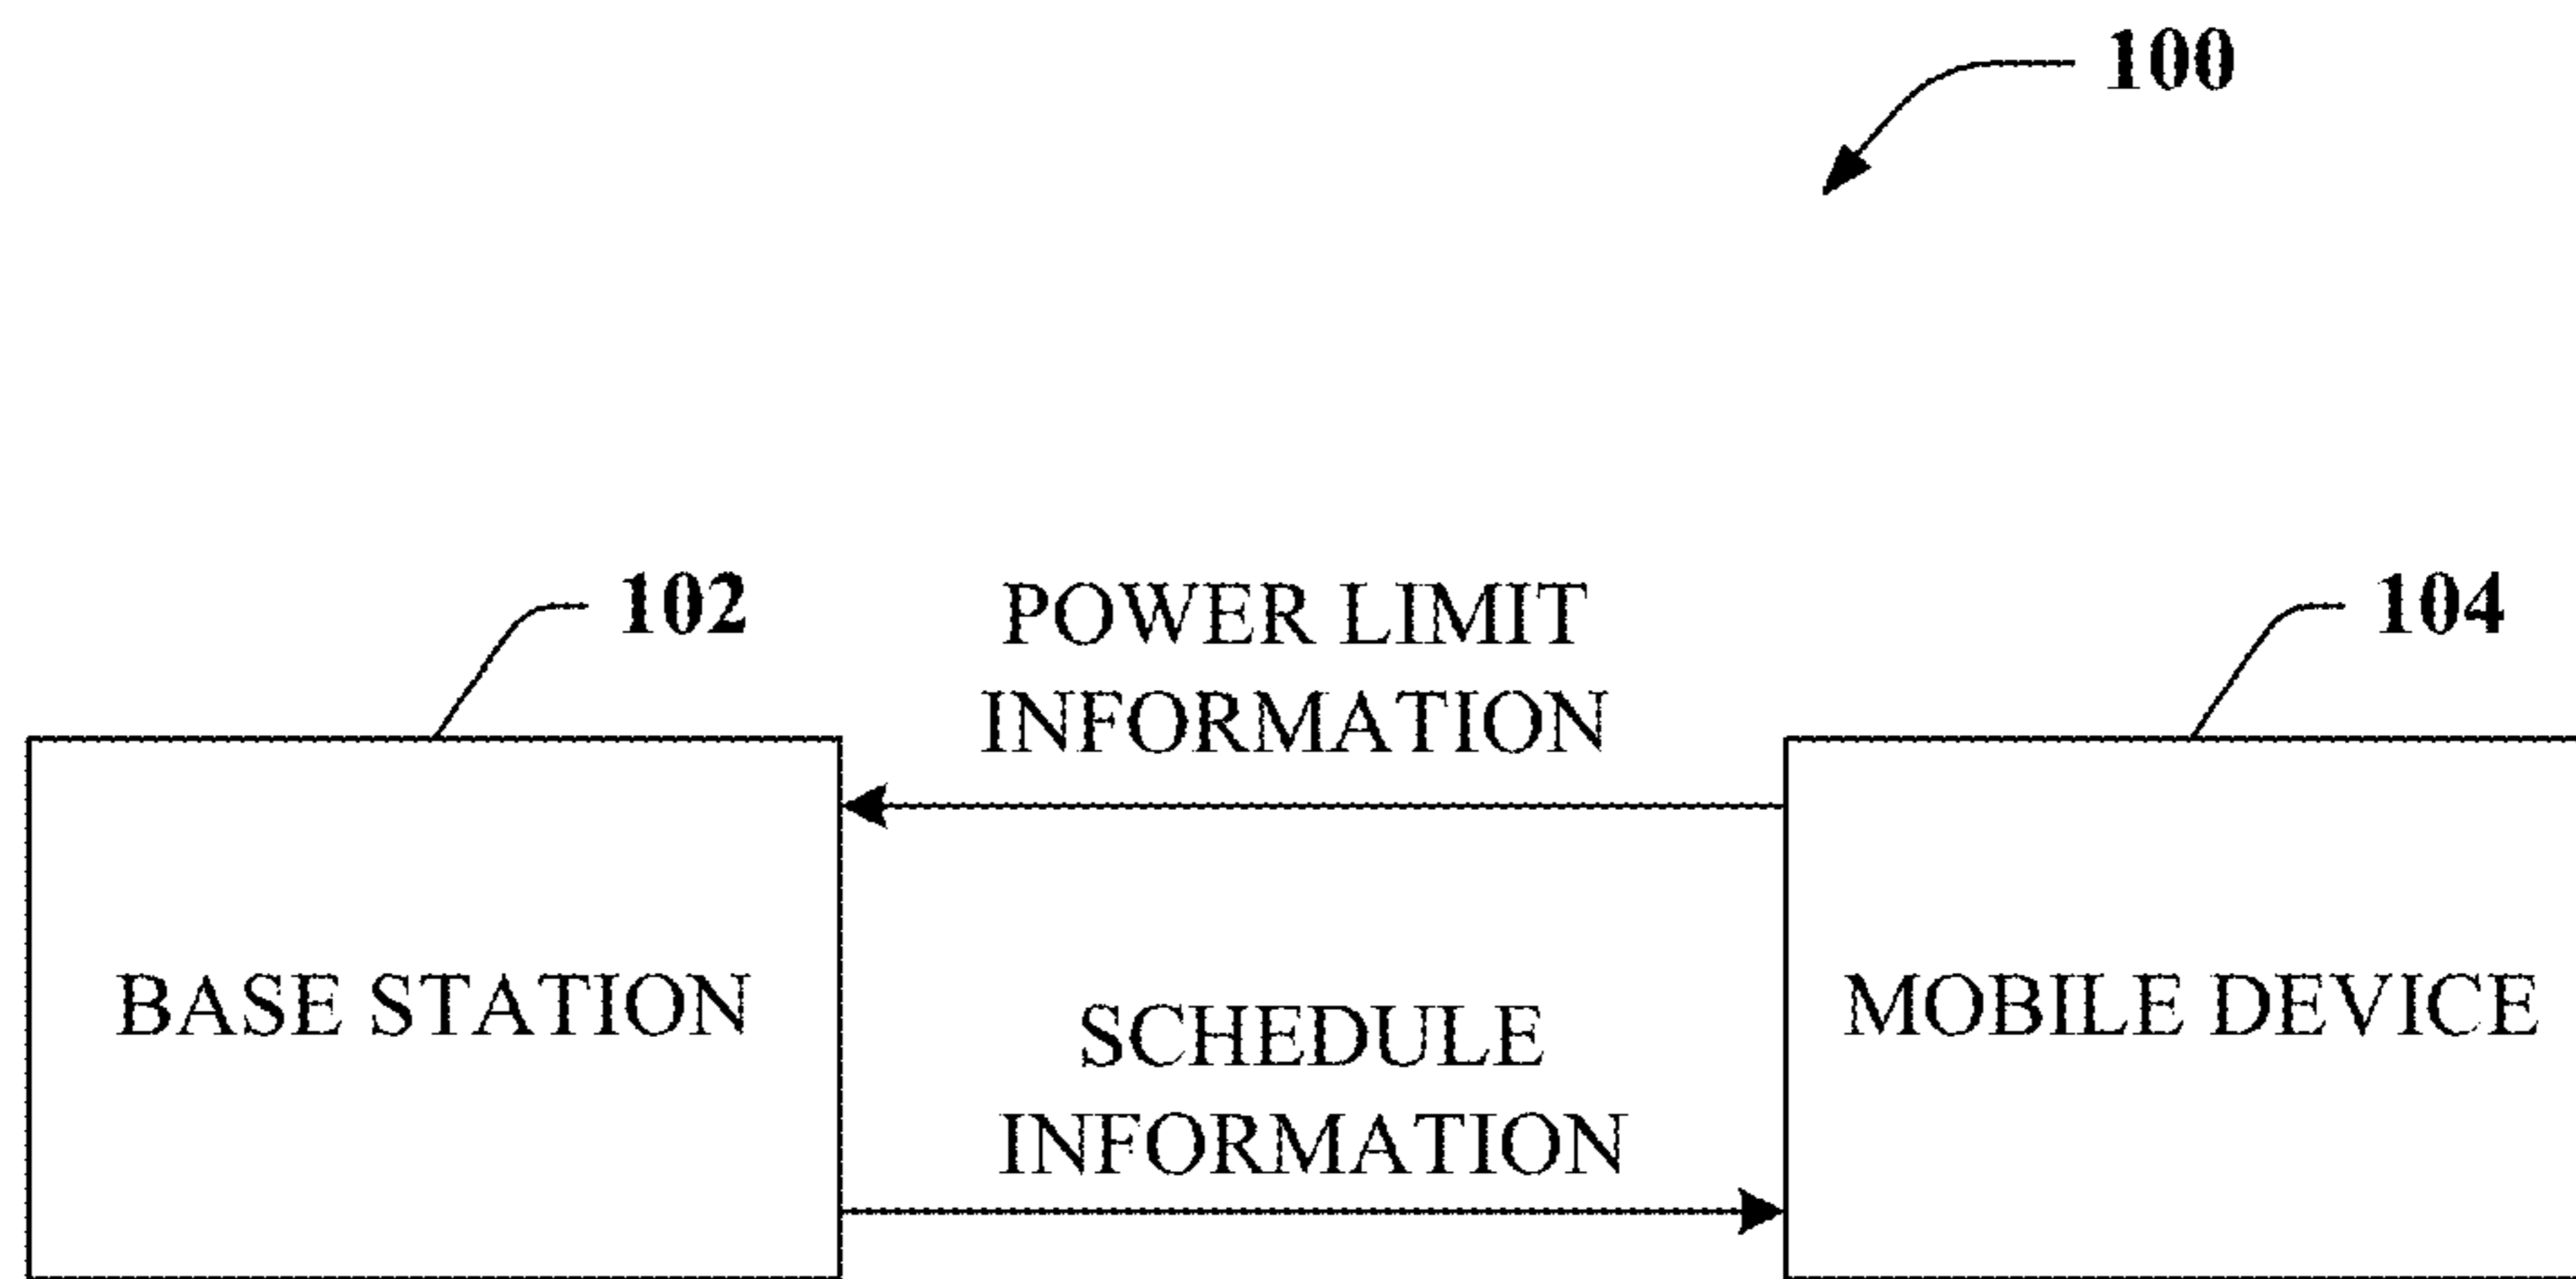 100
102
POWER LIMIT
INFORMATION
104
BASE STATION
MOBILE DEVICE
SCHEDULE
INFORMATION